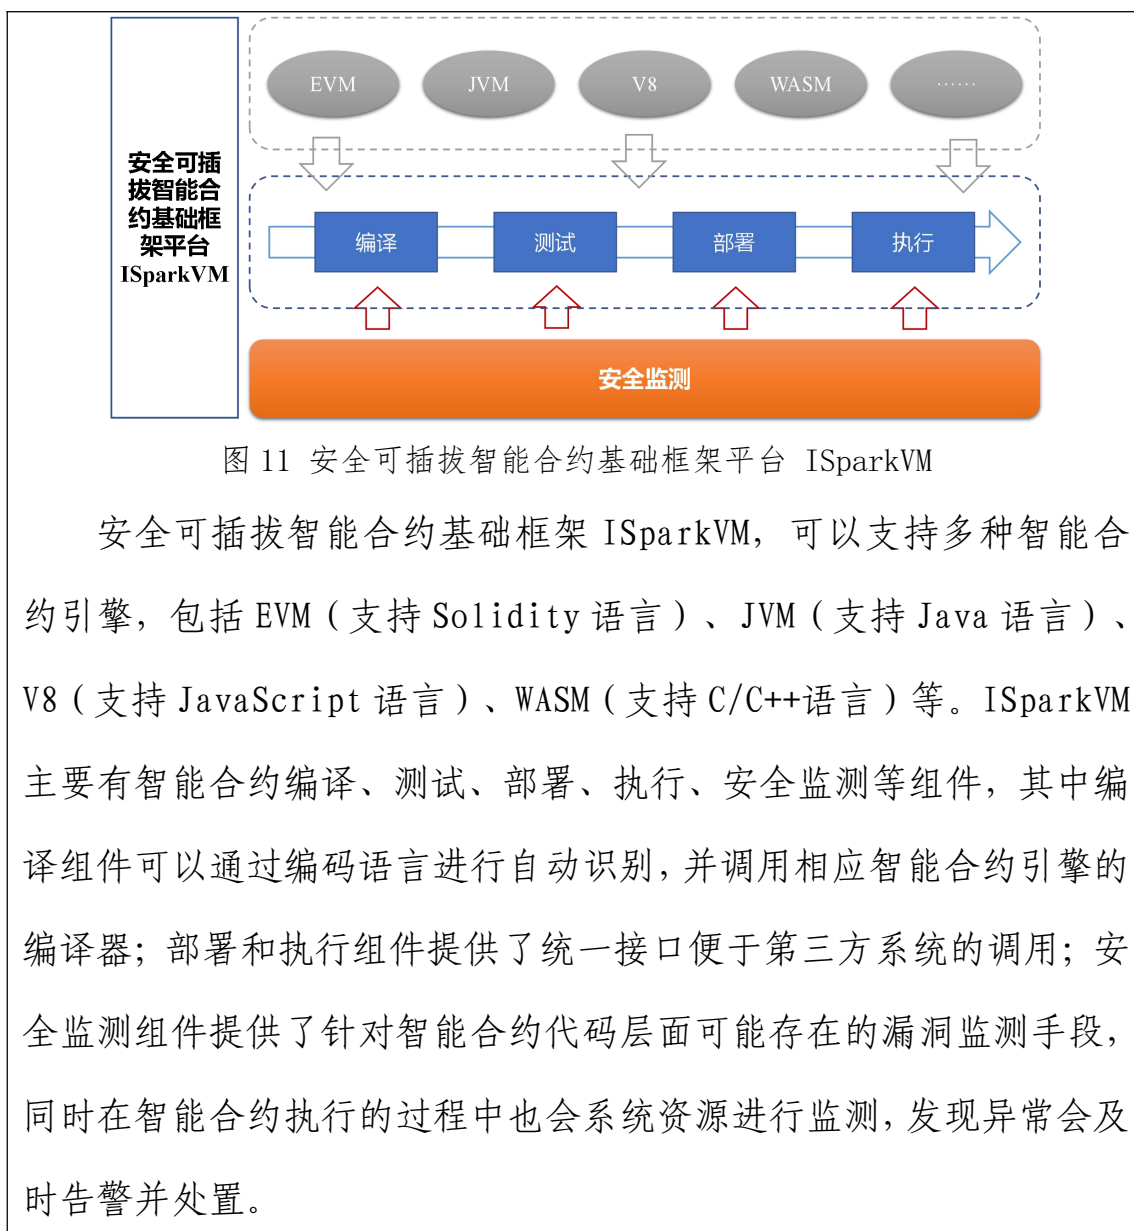 安全可插
拔智能合
约基础框
架平台
ISparkVM
EVM
JVM
V8
WASM
······
编译
测试
部署
执行
安全监测
图 11 安全可插拔智能合约基础框架平台 ISparkVM
安全可插拔智能合约基础框架 ISparkVM，可以支持多种智能合
约引擎，包括 EVM（支持 Solidity 语言）、JVM（支持 Java 语言）、
V8（支持 JavaScript 语言）、WASM（支持 C/C++语言）等。ISparkVM
主要有智能合约编译、测试、部署、执行、安全监测等组件，其中编
译组件可以通过编码语言进行自动识别，并调用相应智能合约引擎的
编译器；部署和执行组件提供了统一接口便于第三方系统的调用；安
全监测组件提供了针对智能合约代码层面可能存在的漏洞监测手段，
同时在智能合约执行的过程中也会系统资源进行监测，发现异常会及
时告警并处置。